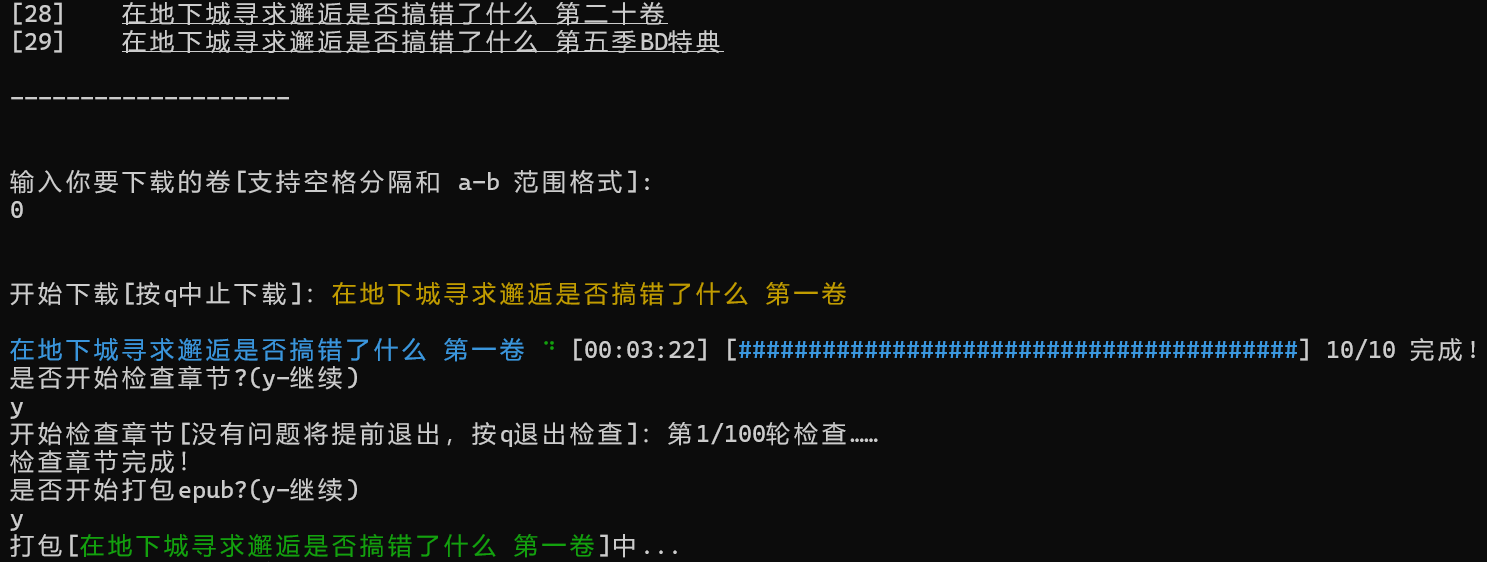 [28]    在地下城寻求邂逅是否搞错了什么 第二十卷
[29]    在地下城寻求邂逅是否搞错了什么 第五季BD特典
--------------------
输入你要下载的卷[支持空格分隔和 a-b 范围格式]:
0
开始下载[按q中止下载]: 在地下城寻求邂逅是否搞错了什么 第一卷
在地下城寻求邂逅是否搞错了什么 第一卷 ⠙ [00:03:22] [########################################] 10/10 完成!
是否开始检查章节?(y-继续)
y
开始检查章节[没有问题将提前退出, 按q退出检查]: 第1/100轮检查……
检查章节完成!
是否开始打包epub?(y-继续)
y
打包[在地下城寻求邂逅是否搞错了什么 第一卷]中...